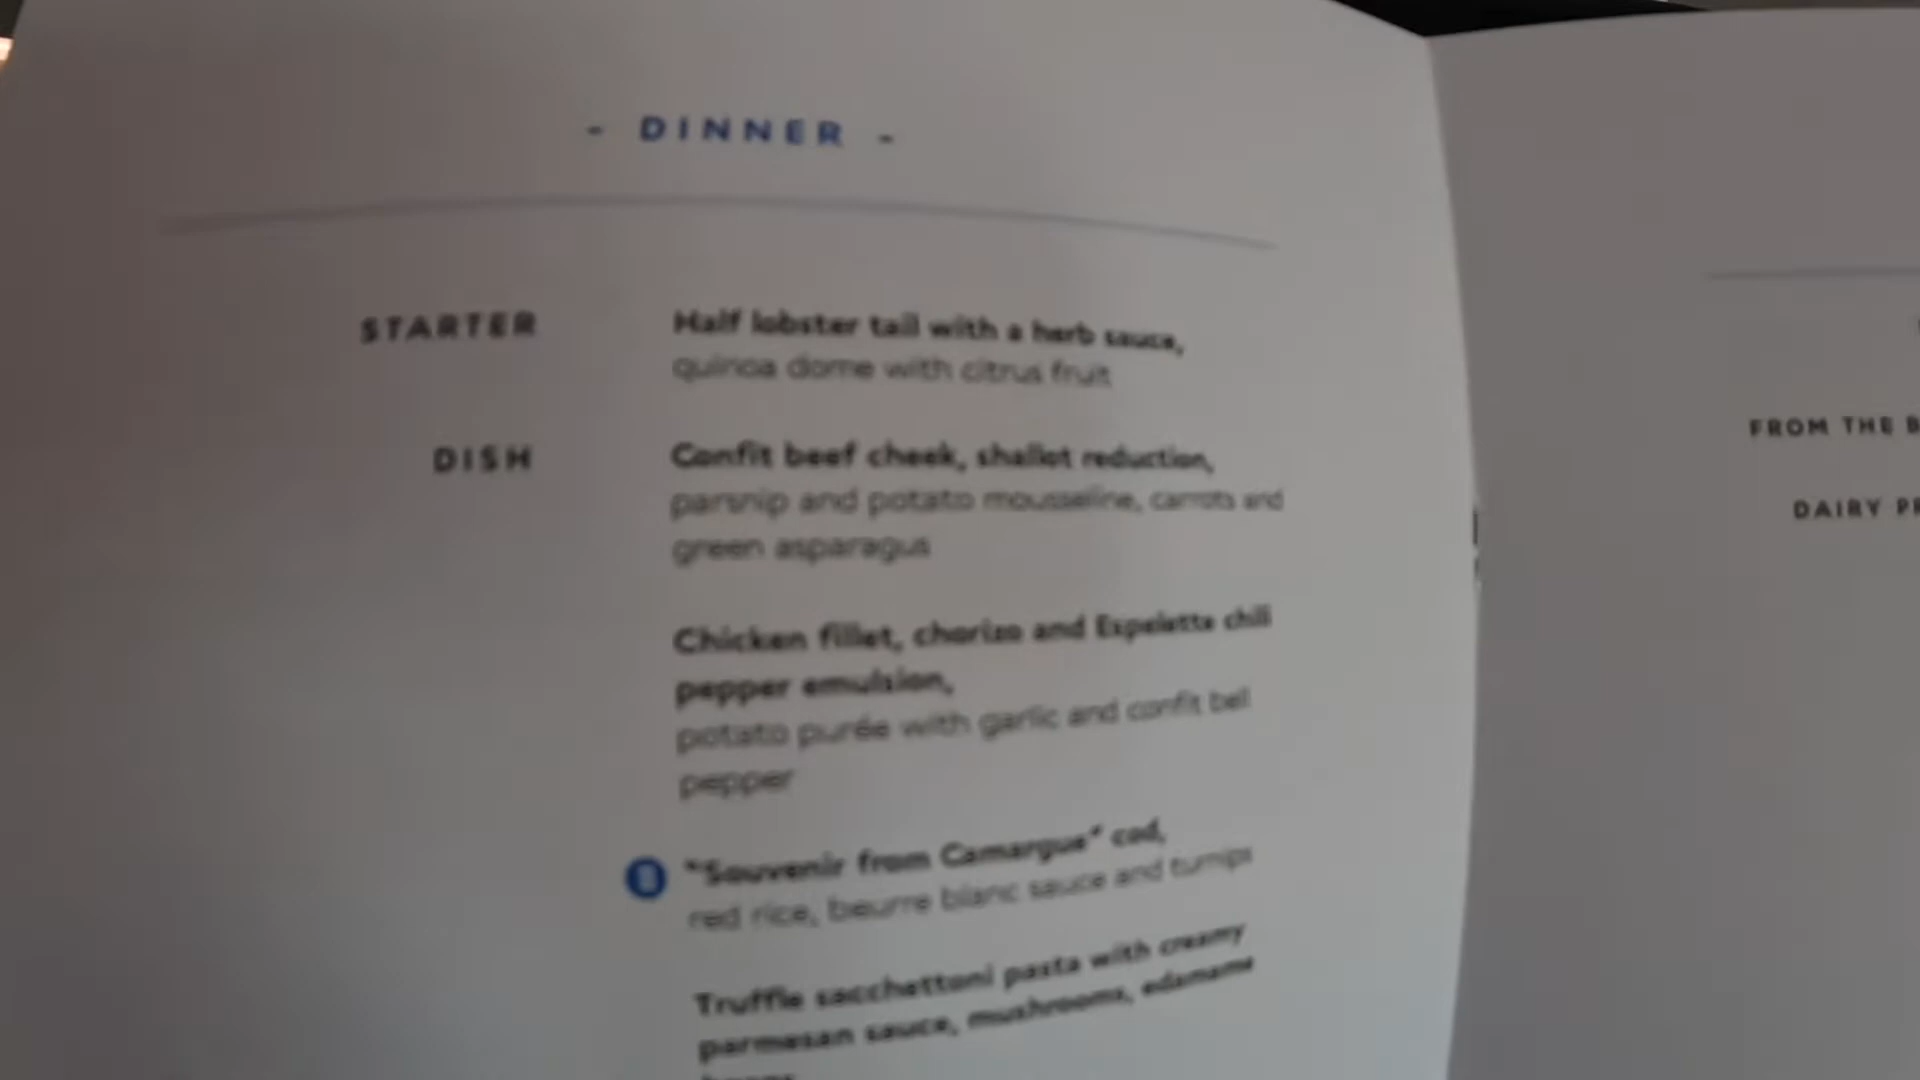 - DINNER -
STARTER
Half lobster tail with a herb sauce,
quinoa dome with citrus fruit
DISH
Confit beef cheek, shallot reduction,
parsnip and potato mousseline, carrots and
green asparagus
Chicken fillet, chorizo and Espelette chili
pepper emulsion,
potato purée with garlic and confit bell
pepper
"Souvenir from Camargue" cod,
red rice, beurre blanc sauce and turnips
Truffle sacchettoni pasta with creamy
parmesan sauce, mushrooms, edamame
FROM THE B
DAIRY PR